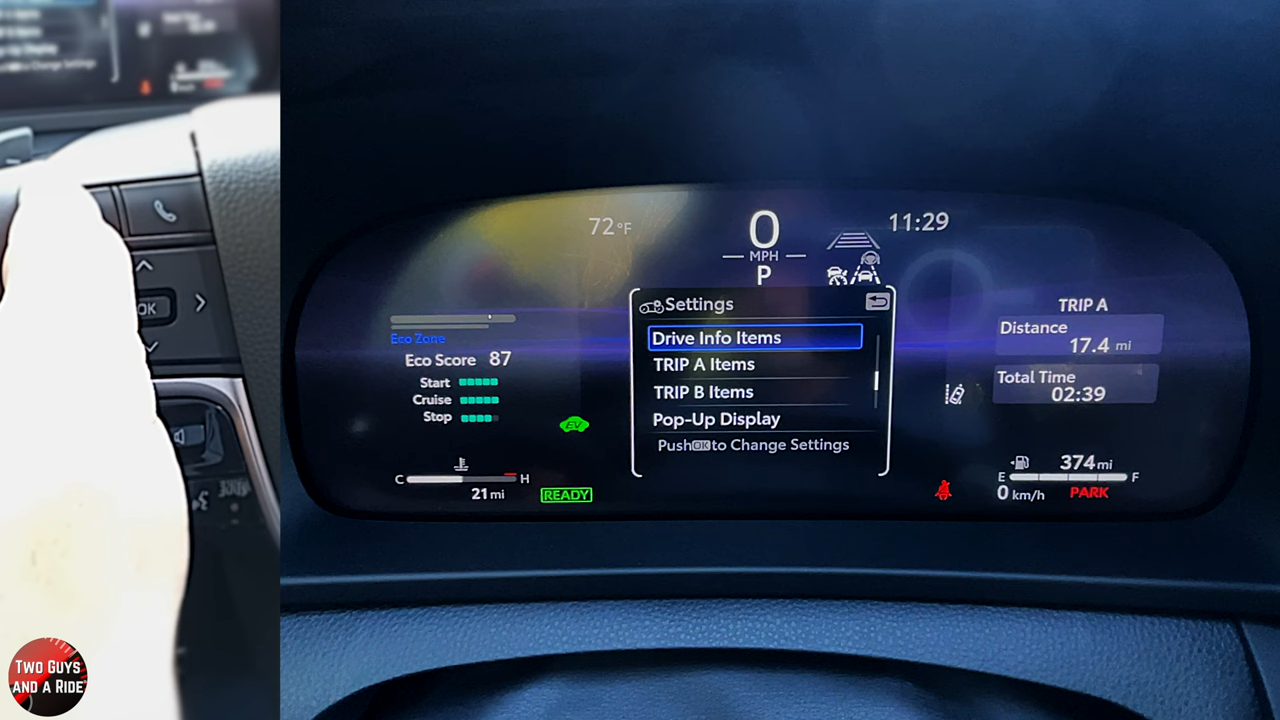 72°F
0
MPH
P
11:29
Eco Zone
Eco Score 87
Start
Cruise
Stop
EV
C H
21 mi
READY
Settings
Drive Info Items
TRIP A Items
TRIP B Items
Pop-Up Display
Push OK to Change Settings
TRIP A
Distance
17.4 mi
Total Time
02:39
374 mi
E F
0 km/h
PARK
OK
TWO GUYS
AND A RIDE